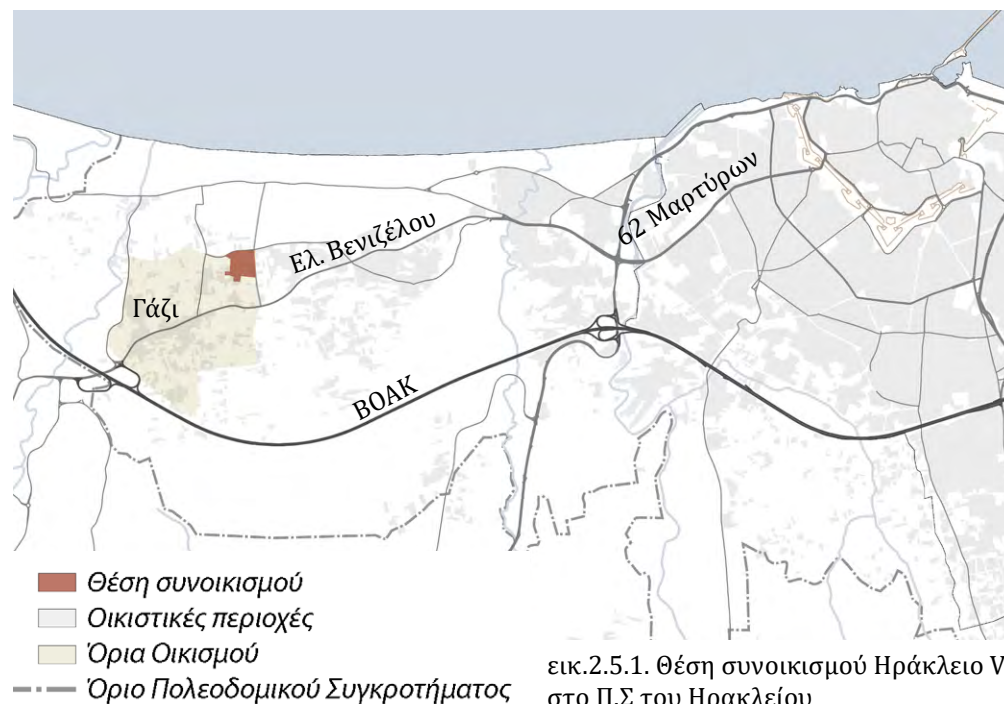 62 Μαρτύρων
Ελ. Βενιζέλου
Γάζι
ΒΟΑΚ
Θέση συνοικισμού
Οικιστικές περιοχές
Όρια Οικισμού
Όριο Πολεοδομικού Συγκροτήματος
εικ.2.5.1. Θέση συνοικισμού Ηράκλειο V
στο Π.Σ του Ηρακλείου